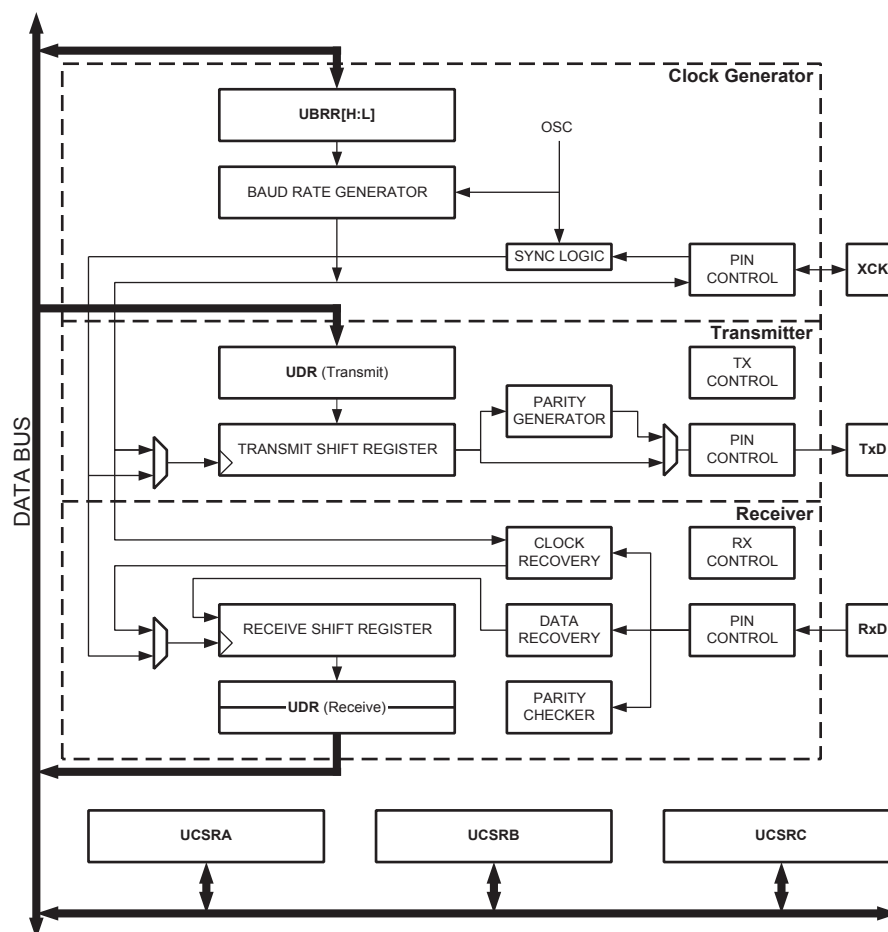 Clock Generator
UBRR[H:L]
OSC
BAUD RATE GENERATOR
SYNC LOGIC
PIN
CONTROL
XCK
Transmitter
UDR (Transmit)
TX
CONTROL
PARITY
GENERATOR
TRANSMIT SHIFT REGISTER
PIN
CONTROL
TxD
DATA BUS
Receiver
CLOCK
RECOVERY
RX
CONTROL
RECEIVE SHIFT REGISTER
DATA
RECOVERY
PIN
CONTROL
RxD
UDR (Receive)
PARITY
CHECKER
UCSRA
UCSRB
UCSRC